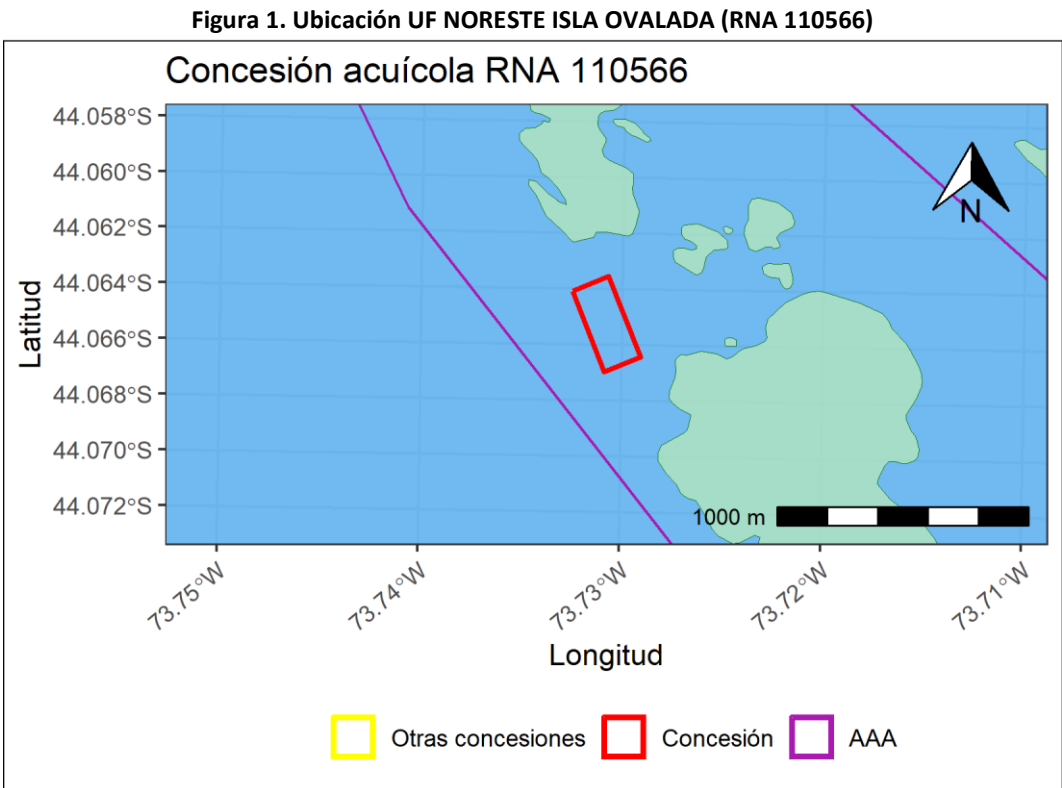 Figura 1. Ubicación UF NORESTE ISLA OVALADA (RNA 110566)
Concesión acuícola RNA 110566
44.058°S
44.060°S
44.062°S
44.064°S
44.066°S
44.068°S
44.070°S
44.072°S
Latitud
N
1000 m
73.75°W
73.74°W
73.73°W
73.72°W
73.71°W
Longitud
Otras concesiones
Concesión
AAA